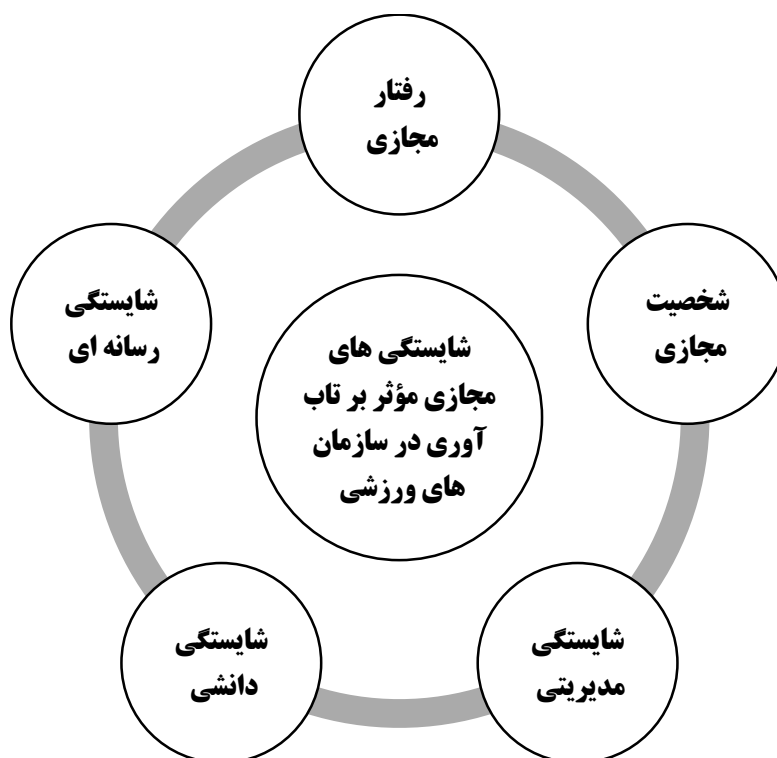 رفتار
مجازی
شخصیت
مجازی
شایستگی
رسانه ای
شایستگی های
مجازی مؤثر بر تاب
آوری در سازمان
های ورزشی
شایستگی
مدیریتی
شایستگی
دانشی